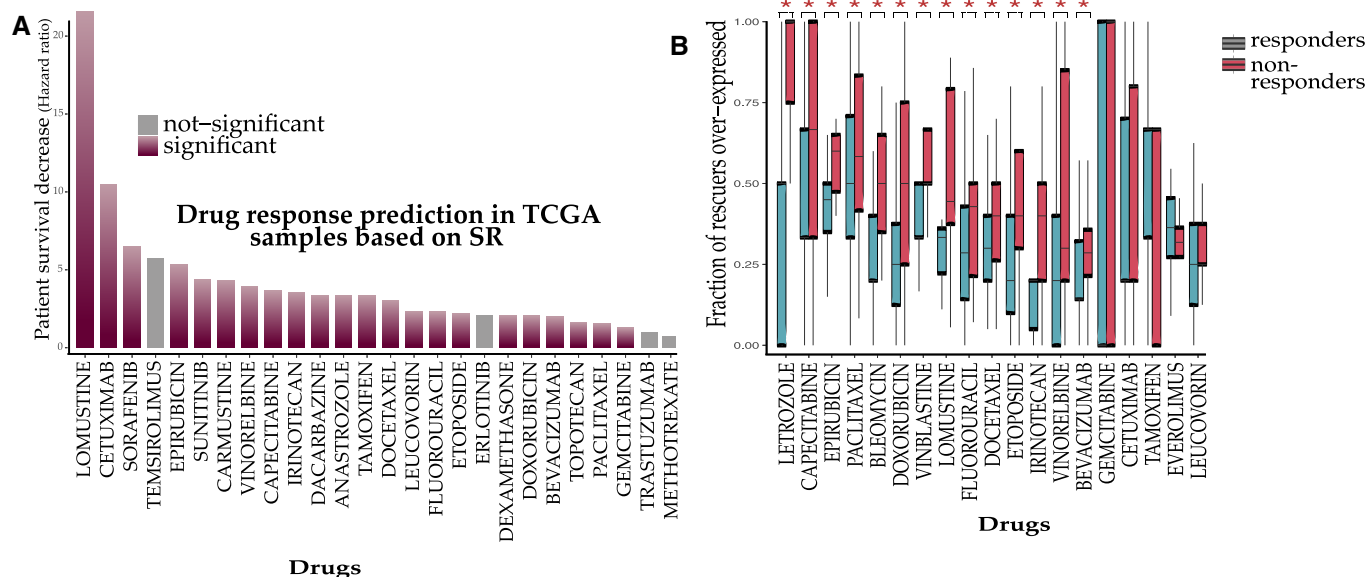 A
Patient survival decrease (Hazard ratio)
20
15
10
5
0
not-significant
significant
Drug response prediction in TCGA
samples based on SR
LOMUSTINE
CETUXIMAB
SORAFENIB
TEMSIROLIMUS
EPIRUBICIN
SUNITINIB
CARMUSTINE
VINORELBINE
CAPECITABINE
IRINOTECAN
DACARBAZINE
ANASTROZOLE
TAMOXIFEN
DOCETAXEL
LEUCOVORIN
FLUOROURACIL
ETOPOSIDE
ERLOTINIB
DEXAMETHASONE
DOXORUBICIN
BEVACIZUMAB
TOPOTECAN
PACLITAXEL
GEMCITABINE
TRASTUZUMAB
METHOTREXATE
Drugs
B
Fraction of rescuers over-expressed
1.00
0.75
0.50
0.25
0.00
* * * * * * * * * * * * * *
responders
non-
responders
LETROZOLE
CAPECITABINE
EPIRUBICIN
PACLITAXEL
BLEOMYCIN
DOXORUBICIN
VINBLASTINE
LOMUSTINE
FLUOROURACIL
DOCETAXEL
ETOPOSIDE
IRINOTECAN
VINORELBINE
BEVACIZUMAB
GEMCITABINE
CETUXIMAB
TAMOXIFEN
EVEROLIMUS
LEUCOVORIN
Drugs